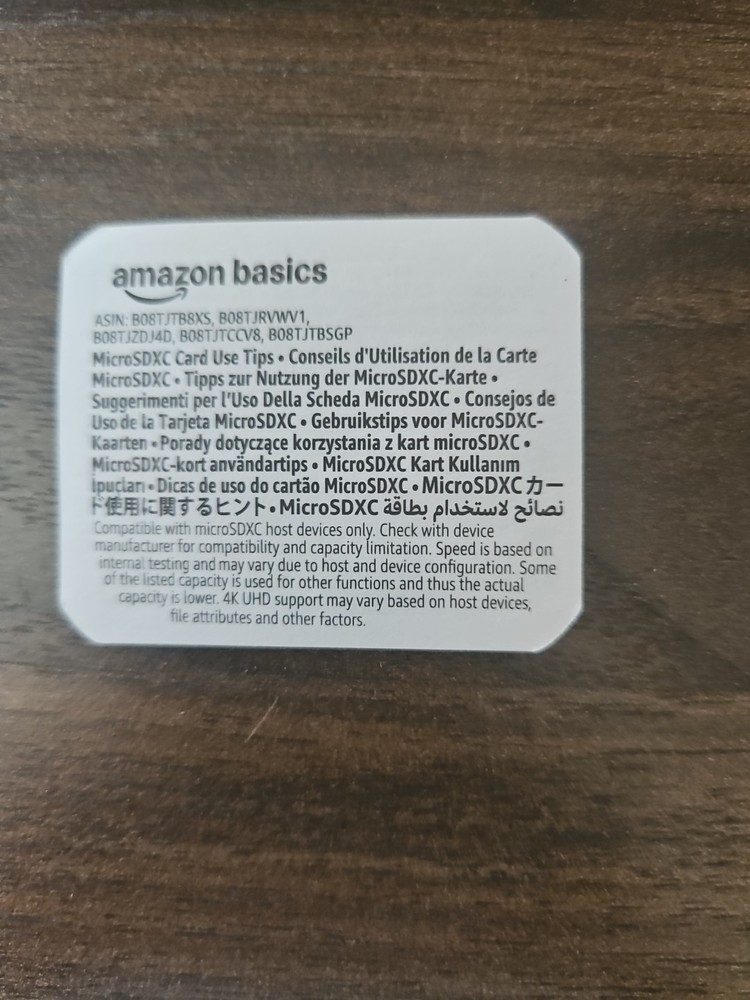 amazon basics
ASIN: B08TJTB8XS, B08TJRVWV1,
B08TJZDJ4D, B08TJTCCV8, B08TJTBSGP
MicroSDXC Card Use Tips • Conseils d'Utilisation de la Carte
MicroSDXC • Tipps zur Nutzung der MicroSDXC-Karte •
Suggerimenti per l'Uso Della Scheda MicroSDXC • Consejos de
Uso de la Tarjeta MicroSDXC • Gebruikstips voor MicroSDXC-
Kaarten • Porady dotyczące korzystania z kart microSDXC •
MicroSDXC-kort användartips • MicroSDXC Kart Kullanım
İpuçları • Dicas de uso do cartão MicroSDXC • MicroSDXCカー
ド使用に関するヒント • MicroSDXC نصائح لاستخدام بطاقة
Compatible with microSDXC host devices only. Check with device
manufacturer for compatibility and capacity limitation. Speed is based on
internal testing and may vary due to host and device configuration. Some
of the listed capacity is used for other functions and thus the actual
capacity is lower. 4K UHD support may vary based on host devices,
file attributes and other factors.